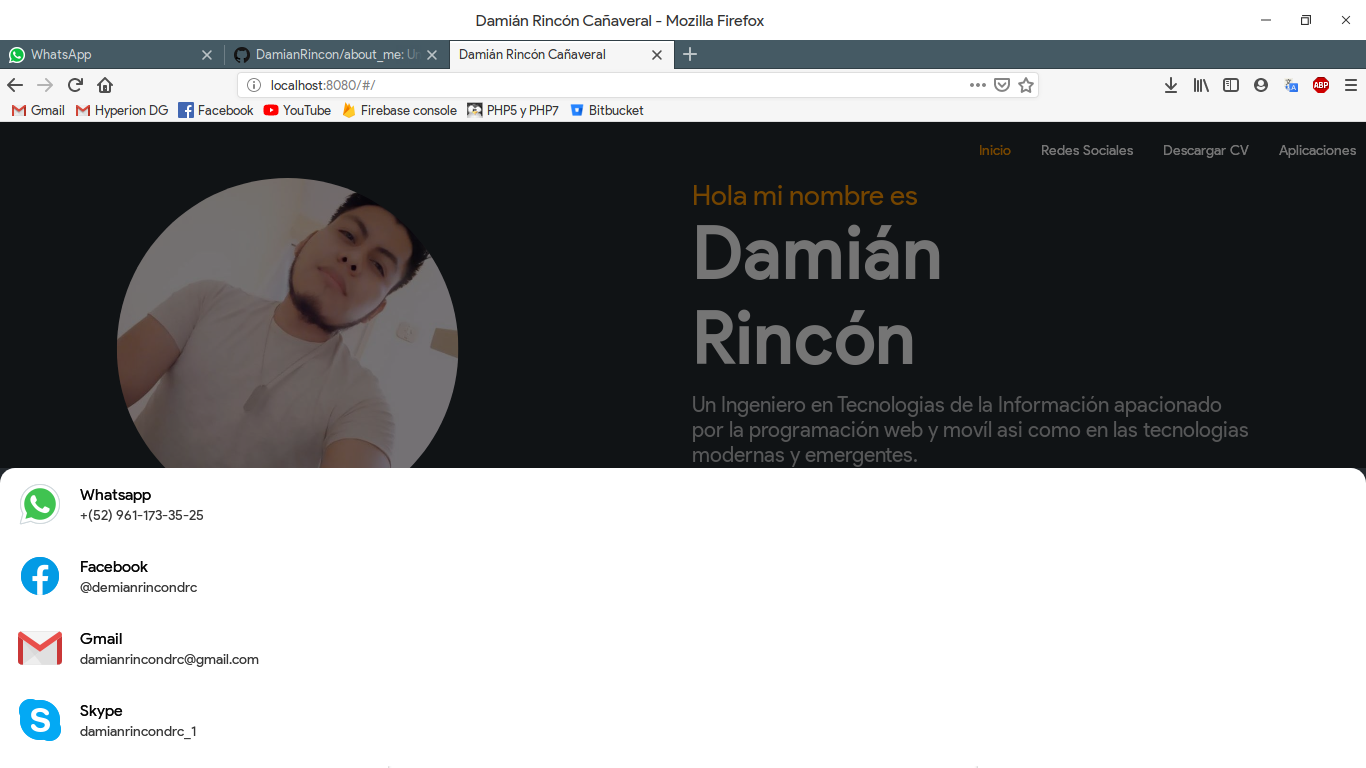 Damián Rincón Cañaveral - Mozilla Firefox
WhatsApp
DamianRincon/about_me: Un
Damián Rincón Cañaveral
localhost:8080/#/
ABP
Gmail
Hyperion DG
Facebook
YouTube
Firebase console
PHP5 y PHP7
Bitbucket
Inicio
Redes Sociales
Descargar CV
Aplicaciones
Hola mi nombre es
Damián
Rincón
Un Ingeniero en Tecnologias de la Información apacionado
por la programación web y movíl asi como en las tecnologias
modernas y emergentes.
Whatsapp
+(52) 961-173-35-25
Facebook
@demianrincondrc
Gmail
damianrincondrc@gmail.com
Skype
damianrincondrc_1